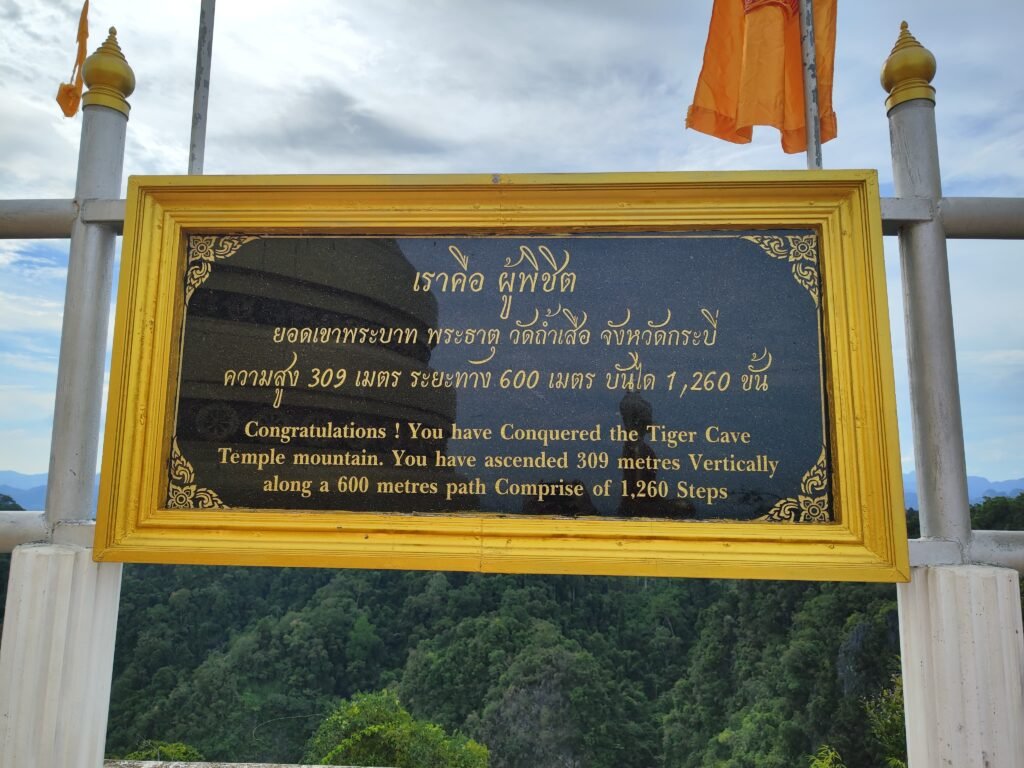 เราคือ ผู้พิชิต
ยอดเขาพระบาท พระธาตุ วัดถ้ำเสือ จังหวัดกระบี่
ความสูง 309 เมตร ระยะทาง 600 เมตร บันได 1,260 ขั้น
Congratulations ! You have Conquered the Tiger Cave
Temple mountain. You have ascended 309 metres Vertically
along a 600 metres path Comprise of 1,260 Steps